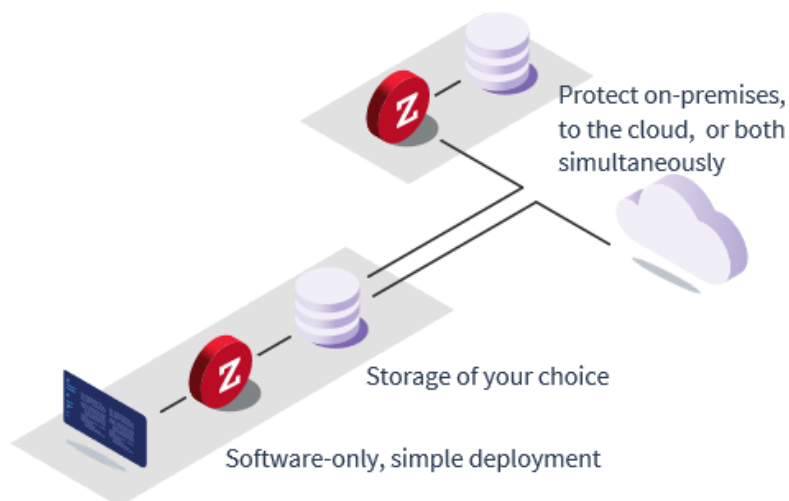 Z
Protect on-premises,
to the cloud, or both
simultaneously
Z
Storage of your choice
Software-only, simple deployment